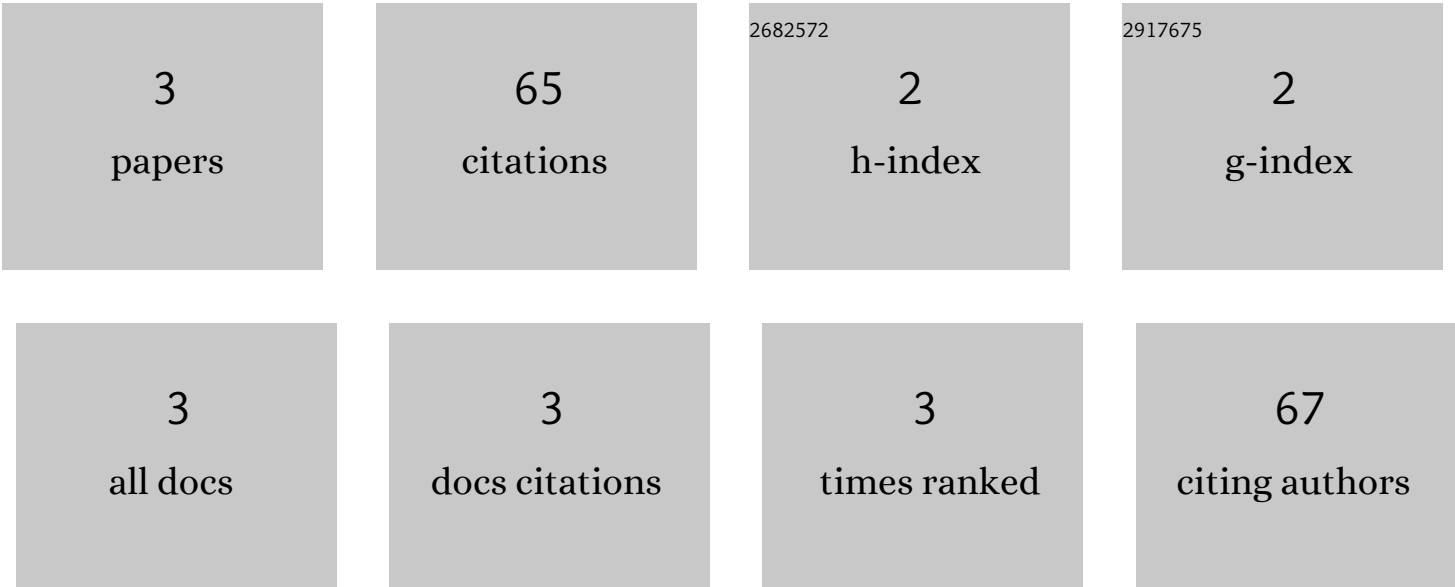 3
papers
65
citations
2682572
2
h-index
2917675
2
g-index
3
all docs
3
docs citations
3
times ranked
67
citing authors